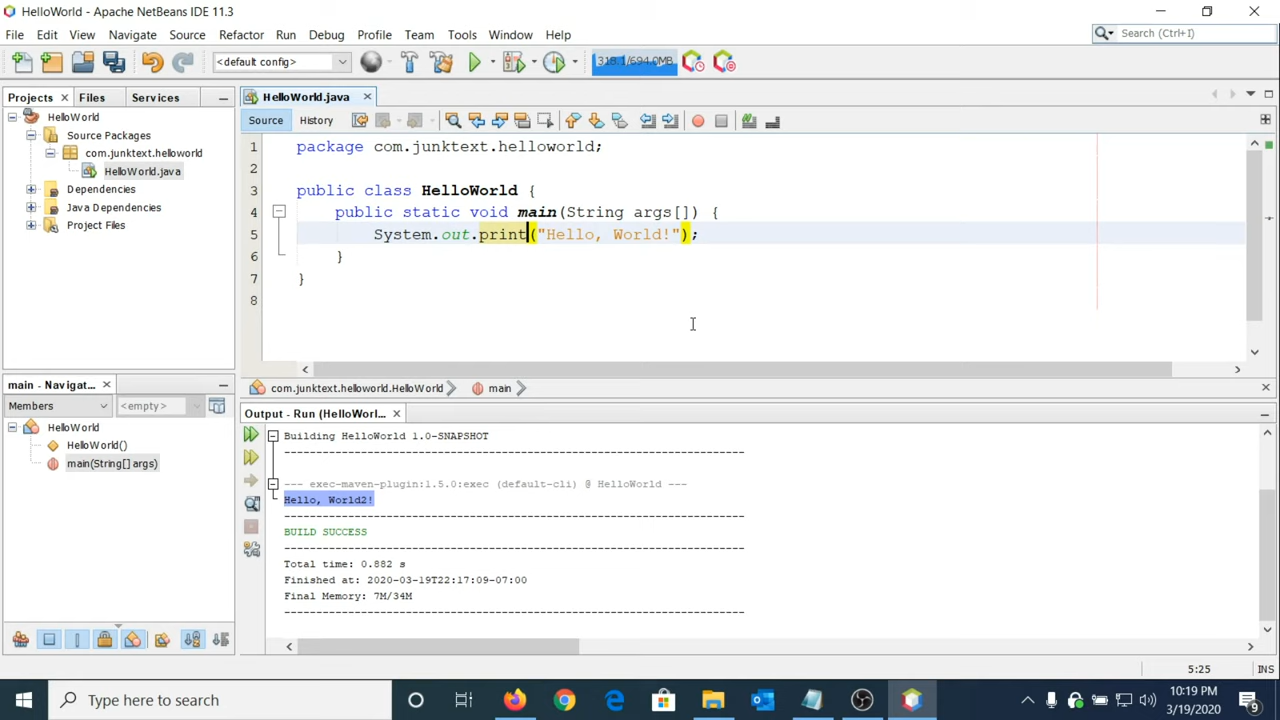 HelloWorld - Apache NetBeans IDE 11.3
File Edit View Navigate Source Refactor Run Debug Profile Team Tools Window Help
Search (Ctrl+I)
<default config>
318.1/694.0MB
Projects Files Services
HelloWorld
Source Packages
com.junktext.helloworld
HelloWorld.java
Dependencies
Java Dependencies
Project Files
HelloWorld.java
Source History
1 package com.junktext.helloworld;
2
3 public class HelloWorld {
4 public static void main(String args[]) {
5 System.out.print("Hello, World!");
6 }
7 }
8
com.junktext.helloworld.HelloWorld main
main - Navigat...
Members <empty>
HelloWorld
HelloWorld()
main(String[] args)
Output - Run (HelloWorl...
Building HelloWorld 1.0-SNAPSHOT
------------------------------------------------------------------------
--- exec-maven-plugin:1.5.0:exec (default-cli) @ HelloWorld ---
Hello, World2!
------------------------------------------------------------------------
BUILD SUCCESS
------------------------------------------------------------------------
Total time: 0.882 s
Finished at: 2020-03-19T22:17:09-07:00
Final Memory: 7M/34M
------------------------------------------------------------------------
5:25 INS
Type here to search
10:19 PM
3/19/2020
9